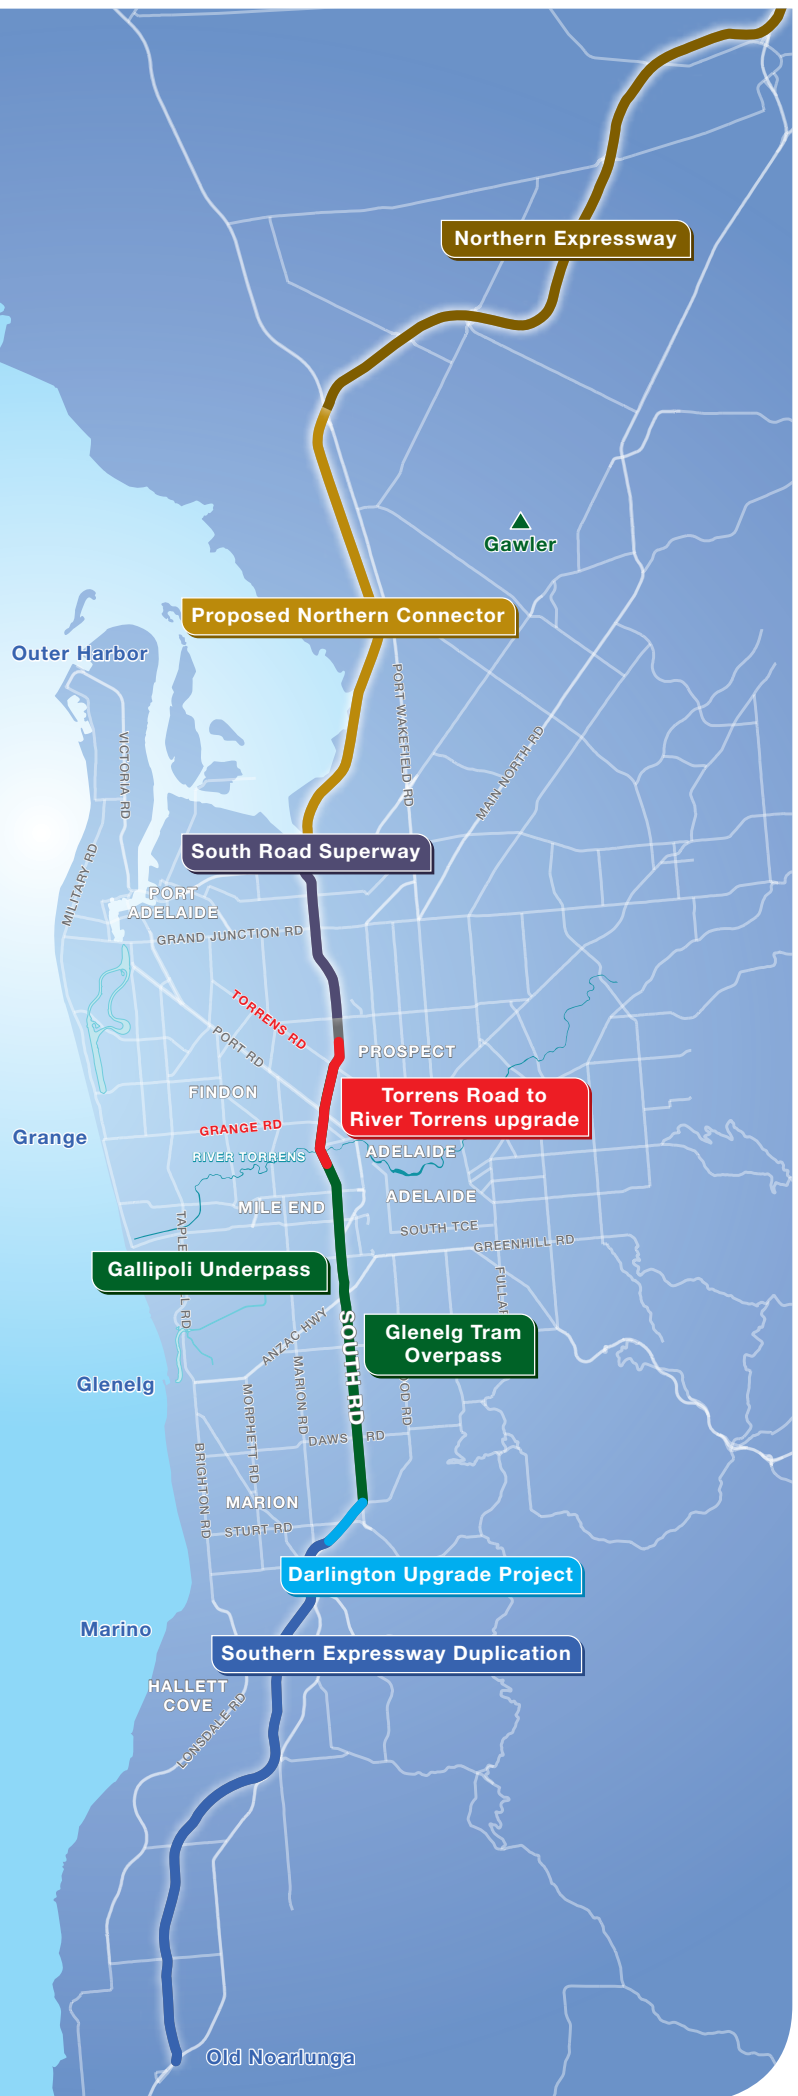 Northern Expressway
Gawler
Proposed Northern Connector
Outer Harbor
PORT WAKEFIELD RD
MAIN NORTH RD
VICTORIA RD
MILITARY RD
South Road Superway
PORT
ADELAIDE
GRAND JUNCTION RD
TORRENS RD
PORT RD
PROSPECT
FINDON
Torrens Road to
River Torrens upgrade
GRANGE RD
Grange
RIVER TORRENS
ADELAIDE
ADELAIDE
MILE END
SOUTH TCE
GREENHILL RD
Gallipoli Underpass
SOUTH RD
Glenelg Tram
Overpass
ANZAC HWY
MARION RD
Glenelg
MORPHETT RD
RD
BRIGHTON RD
MARION
STURT RD
Darlington Upgrade Project
Marino
Southern Expressway Duplication
HALLETT
COVE
LONSDALE RD
Old Noarlunga